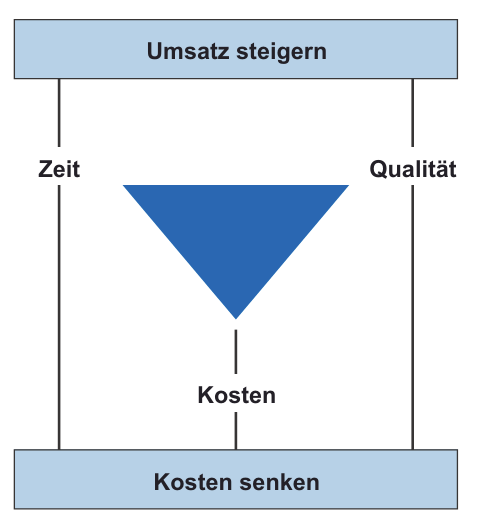 Umsatz steigern
Zeit
Qualität
Kosten
Kosten senken